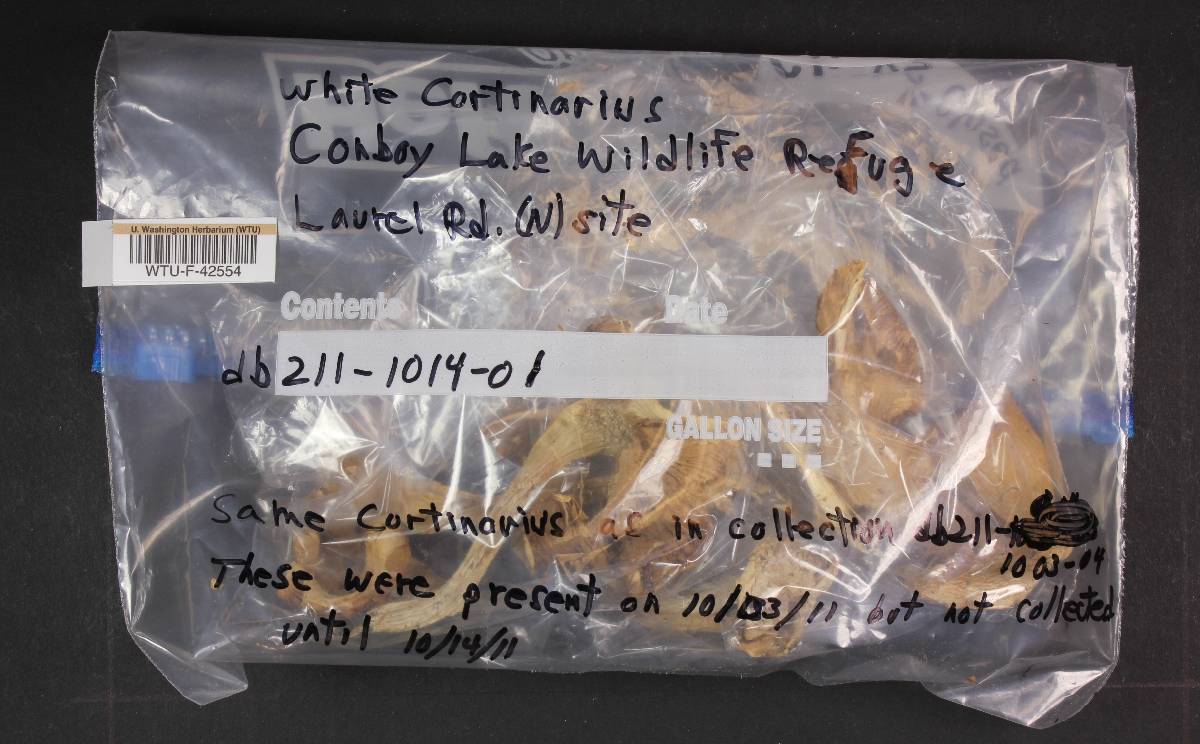 White Cortinarius
Conboy Lake Wildlife Refuge
Laurel Rd. (N) site
U. Washington Herbarium (WTU)
WTU-F-42554
Contents Date
db211-1014-01
GALLON SIZE
Same Cortinarius as in collection db211-
1003-04
These were present on 10/03/11 but not collected
until 10/14/11